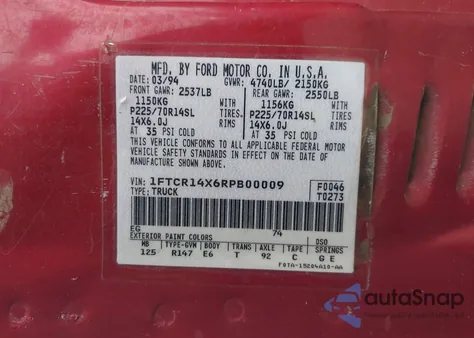 MFD. BY FORD MOTOR CO. IN U.S.A.
DATE: 03/94 GVWR: 4740LB/ 2150KG
FRONT GAWR: 2537LB REAR GAWR: 2550LB
1150KG WITH 1156KG WITH
P225/70R14SL TIRES P225/70R14SL TIRES
14X6.0J RIMS 14X6.0J RIMS
AT 35 PSI COLD AT 35 PSI COLD
THIS VEHICLE CONFORMS TO ALL APPLICABLE FEDERAL MOTOR
VEHICLE SAFETY STANDARDS IN EFFECT ON THE DATE OF
MANUFACTURE SHOWN ABOVE.
VIN: 1FTCR14X6RPB00009 F0046
TYPE: TRUCK T0273
EG 74
EXTERIOR PAINT COLORS DSO
WB TYPE-GVM BODY TRANS AXLE TAPE SPRINGS
125 R147 E6 T 92 C G E
F0TA-15204A10-AA
autoSnap